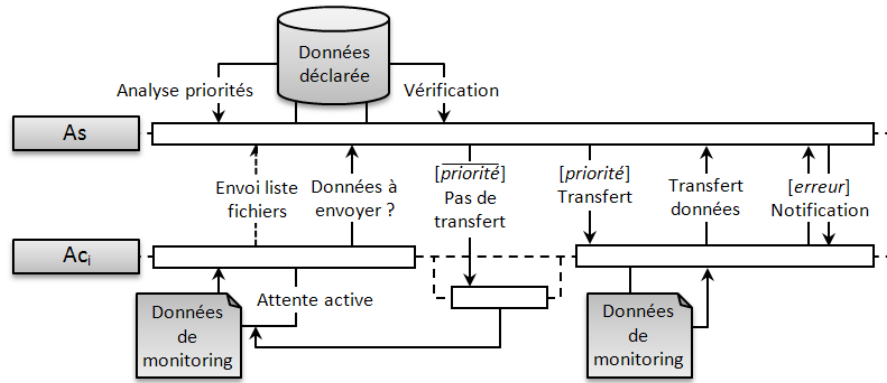 Données
déclarée
Analyse priorités
Vérification
As
Envoi liste
fichiers
Données à
envoyer ?
[priorité]
Pas de
transfert
[priorité]
Transfert
Transfert
données
[erreur]
Notification
Aci
Données
de
monitoring
Attente active
Données
de
monitoring